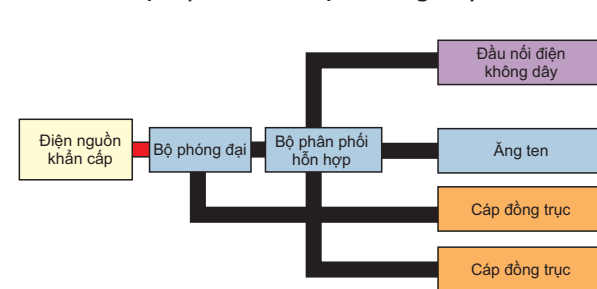 Đầu nối điện
không dây
Điện nguồn
khẩn cấp
Bộ phóng đại
Bộ phân phối
hỗn hợp
Ăng ten
Cáp đồng trục
Cáp đồng trục